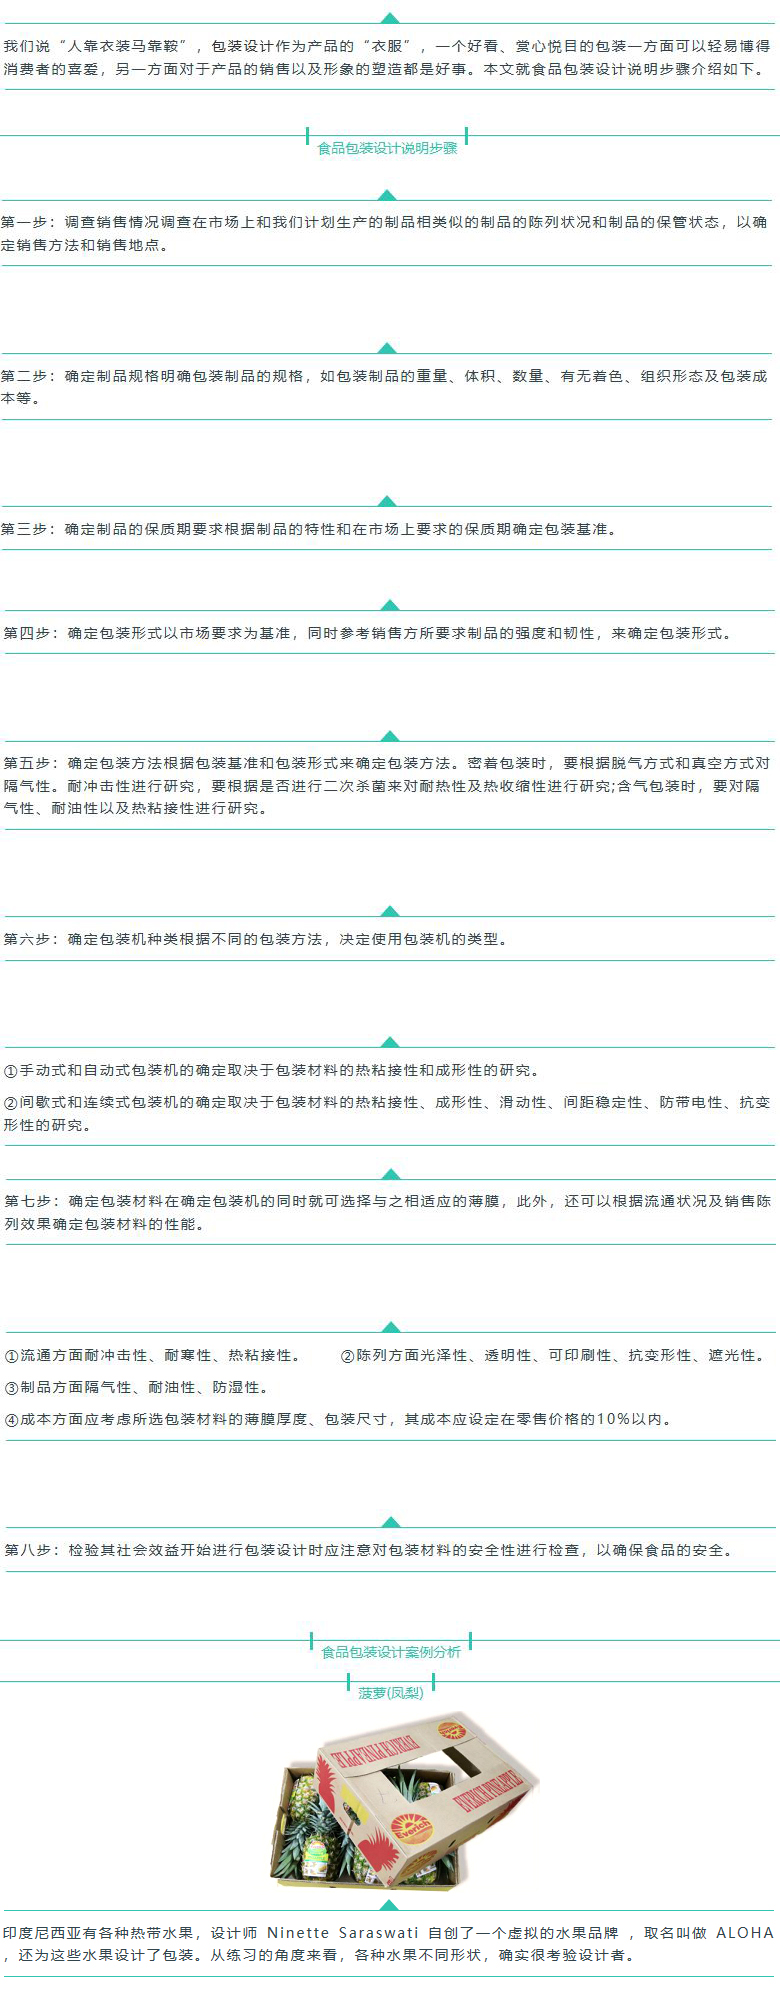 我们说“人靠衣装马靠鞍”，包装设计作为产品的“衣服”，一个好看、赏心悦目的包装一方面可以轻易博得
消费者的喜爱，另一方面对于产品的销售以及形象的塑造都是好事。本文就食品包装设计说明步骤介绍如下。
食品包装设计说明步骤
第一步：调查销售情况调查在市场上和我们计划生产的制品相类似的制品的陈列状况和制品的保管状态，以确
定销售方法和销售地点。
第二步：确定制品规格明确包装制品的规格，如包装制品的重量、体积、数量、有无着色、组织形态及包装成
本等。
第三步：确定制品的保质期要求根据制品的特性和在市场上要求的保质期确定包装基准。
第四步：确定包装形式以市场要求为基准，同时参考销售方所要求制品的强度和韧性，来确定包装形式。
第五步：确定包装方法根据包装基准和包装形式来确定包装方法。密着包装时，要根据脱气方式和真空方式对
隔气性。耐冲击性进行研究，要根据是否进行二次杀菌来对耐热性及热收缩性进行研究;含气包装时，要对隔
气性、耐油性以及热粘接性进行研究。
第六步：确定包装机种类根据不同的包装方法，决定使用包装机的类型。
①手动式和自动式包装机的确定取决于包装材料的热粘接性和成形性的研究。
②间歇式和连续式包装机的确定取决于包装材料的热粘接性、成形性、滑动性、间距稳定性、防带电性、抗变
形性的研究。
第七步：确定包装材料在确定包装机的同时就可选择与之相适应的薄膜，此外，还可以根据流通状况及销售陈
列效果确定包装材料的性能。
①流通方面耐冲击性、耐寒性、热粘接性。 ②陈列方面光泽性、透明性、可印刷性、抗变形性、遮光性。
③制品方面隔气性、耐油性、防湿性。
④成本方面应考虑所选包装材料的薄膜厚度、包装尺寸，其成本应设定在零售价格的10%以内。
第八步：检验其社会效益开始进行包装设计时应注意对包装材料的安全性进行检查，以确保食品的安全。
食品包装设计案例分析
菠萝(凤梨)
Everich
EVERICH PINEAPPLE
EVERICH PINEAPPLE
Everich
印度尼西亚有各种热带水果，设计师 Ninette Saraswati 自创了一个虚拟的水果品牌 ，取名叫做 ALOHA
，还为这些水果设计了包装。从练习的角度来看，各种水果不同形状，确实很考验设计者。